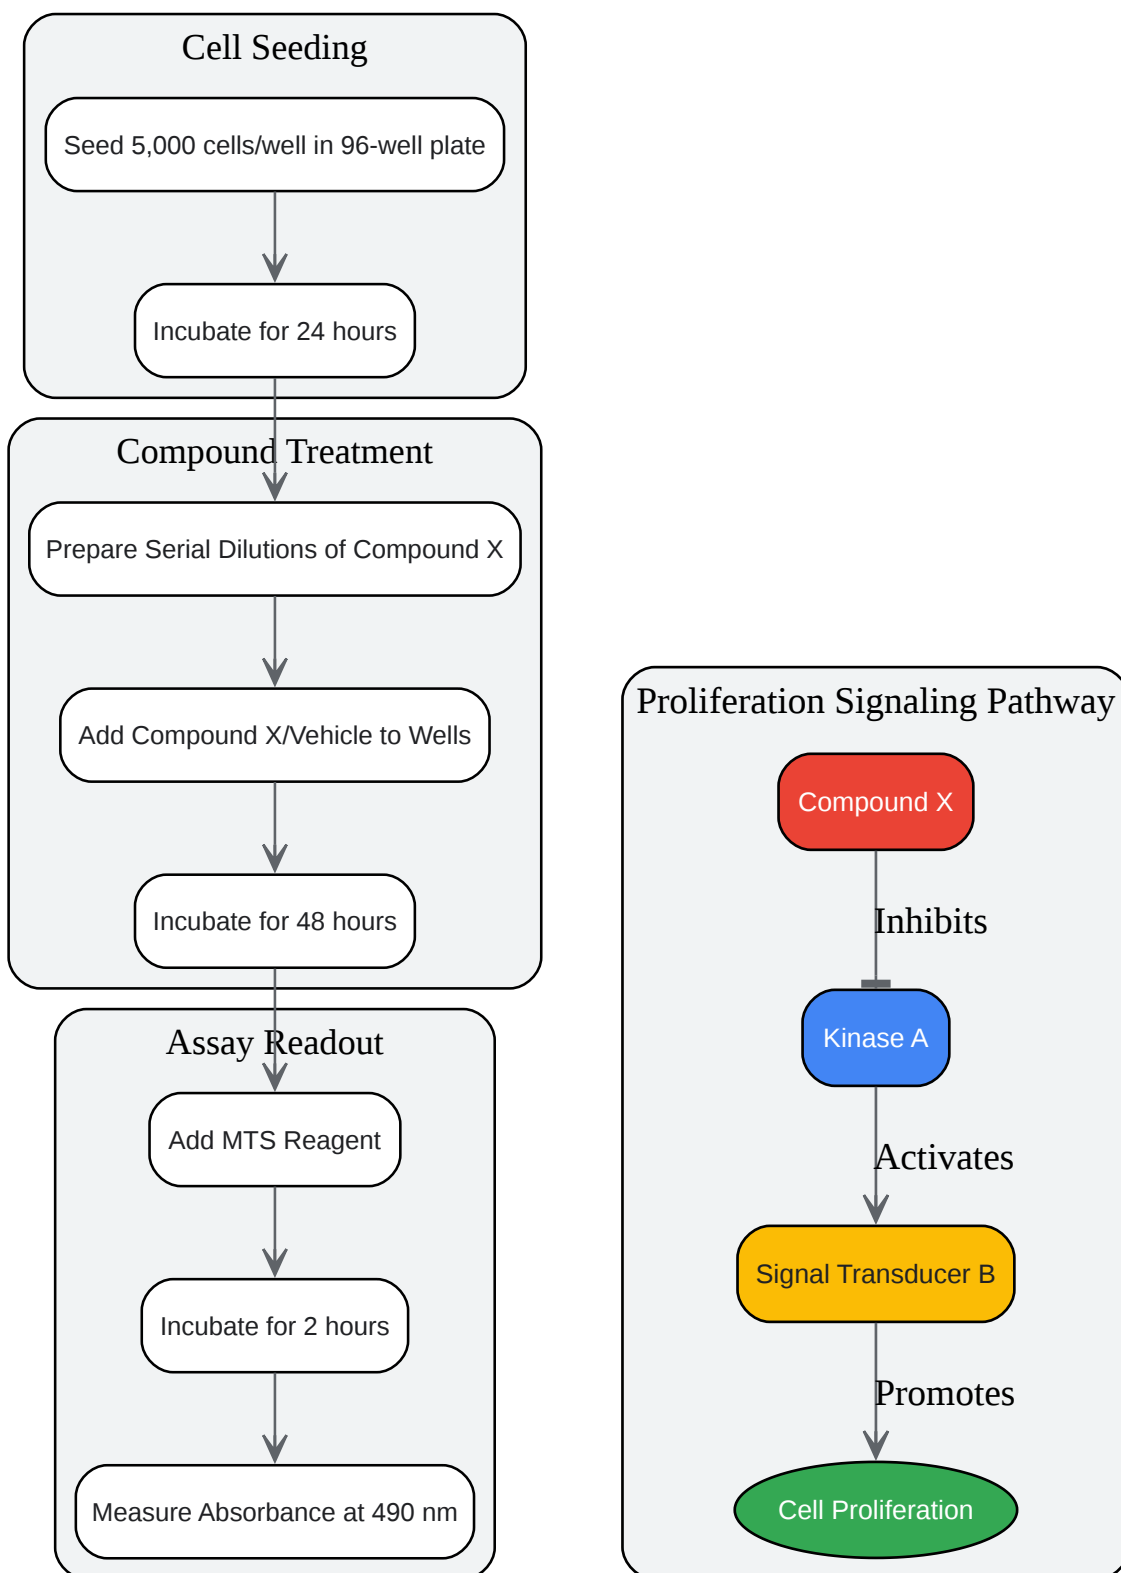 Cell Seeding
Seed 5,000 cells/well in 96-well plate
Incubate for 24 hours
Compound Treatment
Prepare Serial Dilutions of Compound X
Add Compound X/Vehicle to Wells
Incubate for 48 hours
Assay Readout
Add MTS Reagent
Incubate for 2 hours
Measure Absorbance at 490 nm
Proliferation Signaling Pathway
Compound X
Inhibits
Kinase A
Activates
Signal Transducer B
Promotes
Cell Proliferation